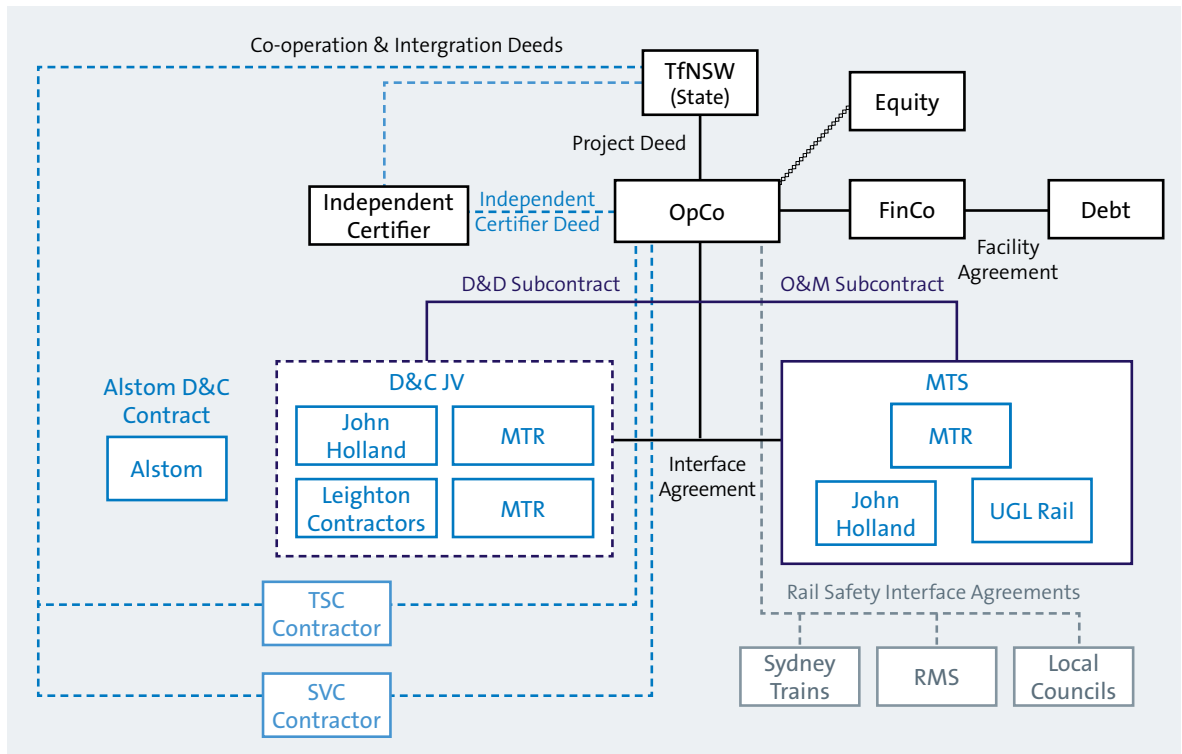 Co-operation & Intergration Deeds
TfNSW
(State)
Equity
Project Deed
Independent
Certifier
Independent
Certifier Deed
OpCo
FinCo
Debt
Facility
Agreement
D&D Subcontract
O&M Subcontract
Alstom D&C
Contract
Alstom
D&C JV
John
Holland
MTR
Leighton
Contractors
MTR
Interface
Agreement
MTS
MTR
John
Holland
UGL Rail
TSC
Contractor
SVC
Contractor
Rail Safety Interface Agreements
Sydney
Trains
RMS
Local
Councils